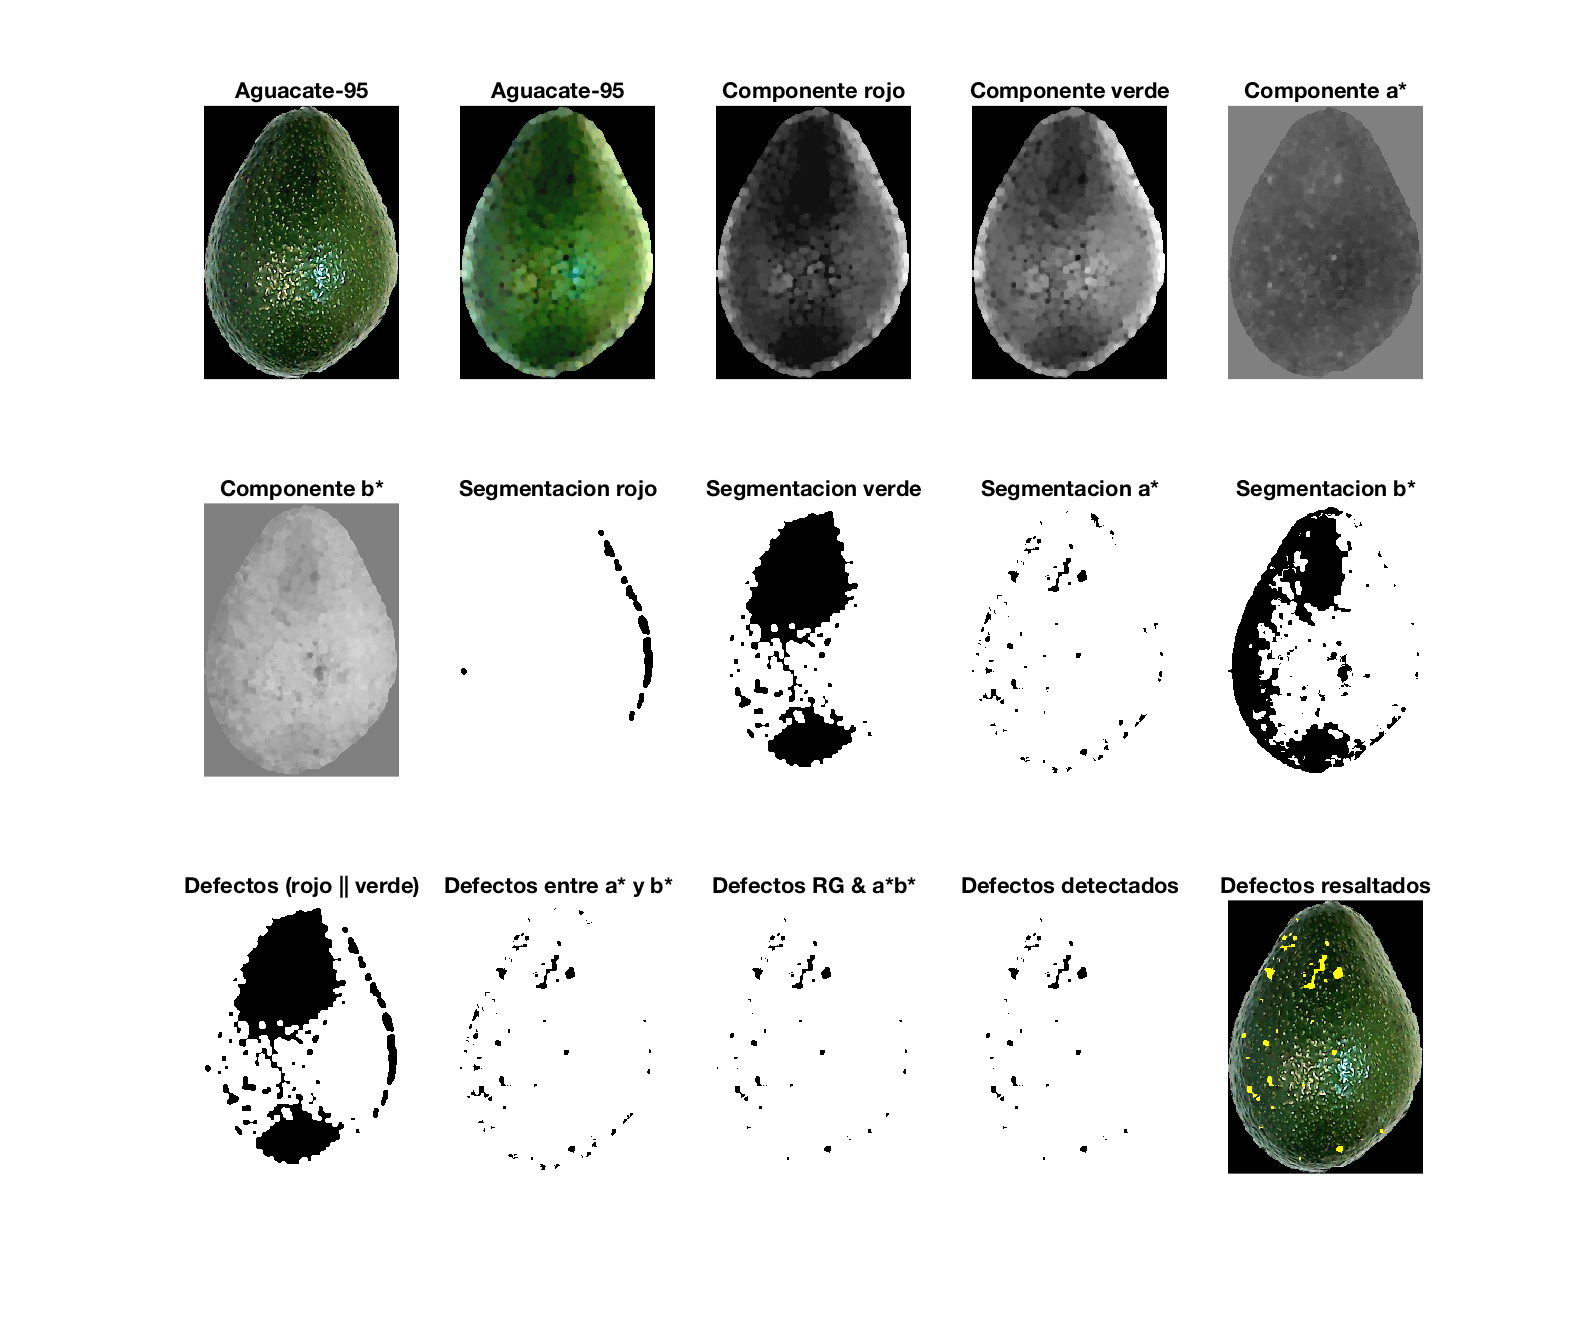 Aguacate-95
Aguacate-95
Componente rojo
Componente verde
Componente a*
Componente b*
Segmentacion rojo
Segmentacion verde
Segmentacion a*
Segmentacion b*
Defectos (rojo || verde)
Defectos entre a* y b*
Defectos RG & a*b*
Defectos detectados
Defectos resaltados